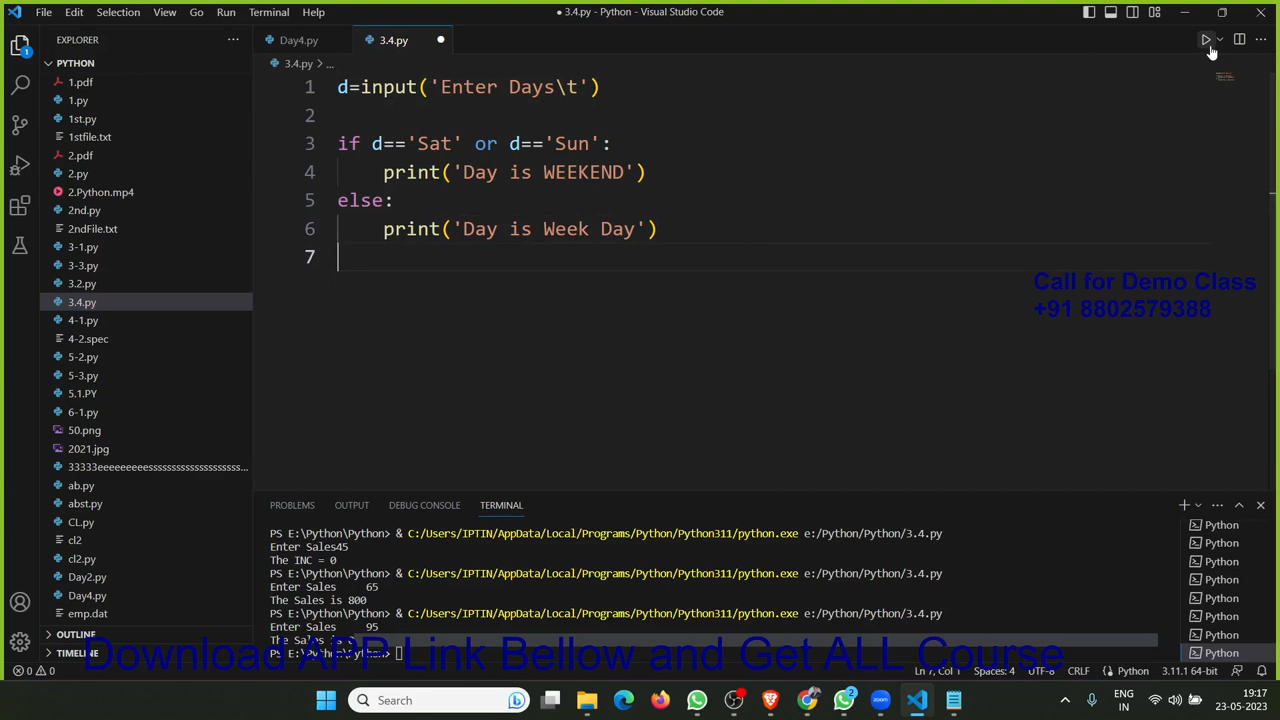 File Edit Selection View Go Run Terminal Help
● 3.4.py - Python - Visual Studio Code
EXPLORER
Day4.py
3.4.py
PYTHON
3.4.py > ...
1.pdf
1.py
1st.py
1stfile.txt
2.pdf
2.py
2.Python.mp4
2nd.py
2ndFile.txt
3-1.py
3-3.py
3.2.py
3.4.py
4-1.py
4-2.spec
5-2.py
5-3.py
5.1.PY
6-1.py
50.png
2021.jpg
ab.py
abst.py
CL.py
cl2
cl2.py
Day2.py
Day4.py
emp.dat
OUTLINE
TIMELINE
1 d=input('Enter Days\t')
2
3 if d=='Sat' or d=='Sun':
4 print('Day is WEEKEND')
5 else:
6 print('Day is Week Day')
7
Call for Demo Class
+91 8802579388
PROBLEMS OUTPUT DEBUG CONSOLE TERMINAL
PS E:\Python\Python> & C:/Users/IPTIN/AppData/Local/Programs/Python/Python311/python.exe e:/Python/Python/3.4.py
Enter Sales45
The INC = 0
PS E:\Python\Python> & C:/Users/IPTIN/AppData/Local/Programs/Python/Python311/python.exe e:/Python/Python/3.4.py
Enter Sales 65
The Sales is 800
PS E:\Python\Python> & C:/Users/IPTIN/AppData/Local/Programs/Python/Python311/python.exe e:/Python/Python/3.4.py
Enter Sales 95
The Sales is
PS E:\Python\Python>
Python
Python
Python
Python
Python
Python
Python
Python
Download APP Link Bellow and Get ALL Course
0 0
Ln 7, Col 1 Spaces: 4 UTF-8 CRLF Python 3.11.1 64-bit
Search
ENG
IN
19:17
23-05-2023